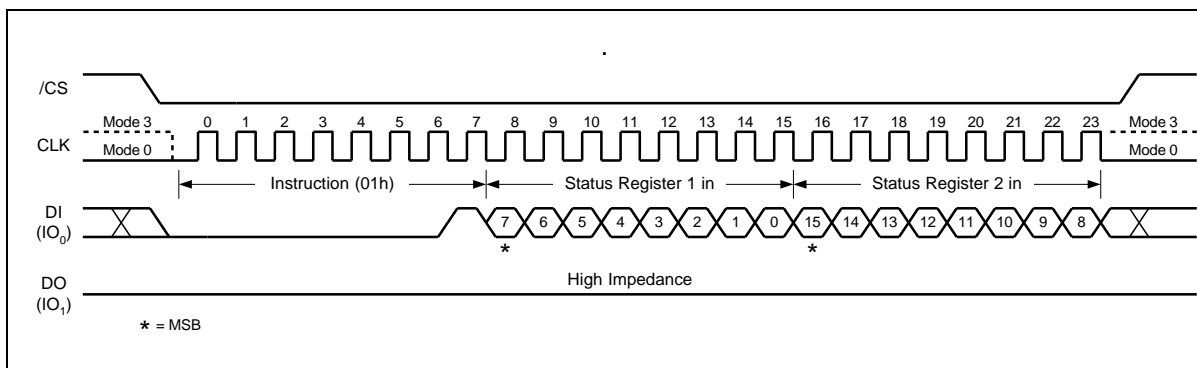 /CS
Mode 3 0 1 2 3 4 5 6 7 8 9 10 11 12 13 14 15 16 17 18 19 20 21 22 23 Mode 3
CLK Mode 0 Mode 0
Instruction (01h) Status Register 1 in Status Register 2 in
DI
(IO0) 7 6 5 4 3 2 1 0 15 14 13 12 11 10 9 8
* *
High Impedance
DO
(IO1)
* = MSB